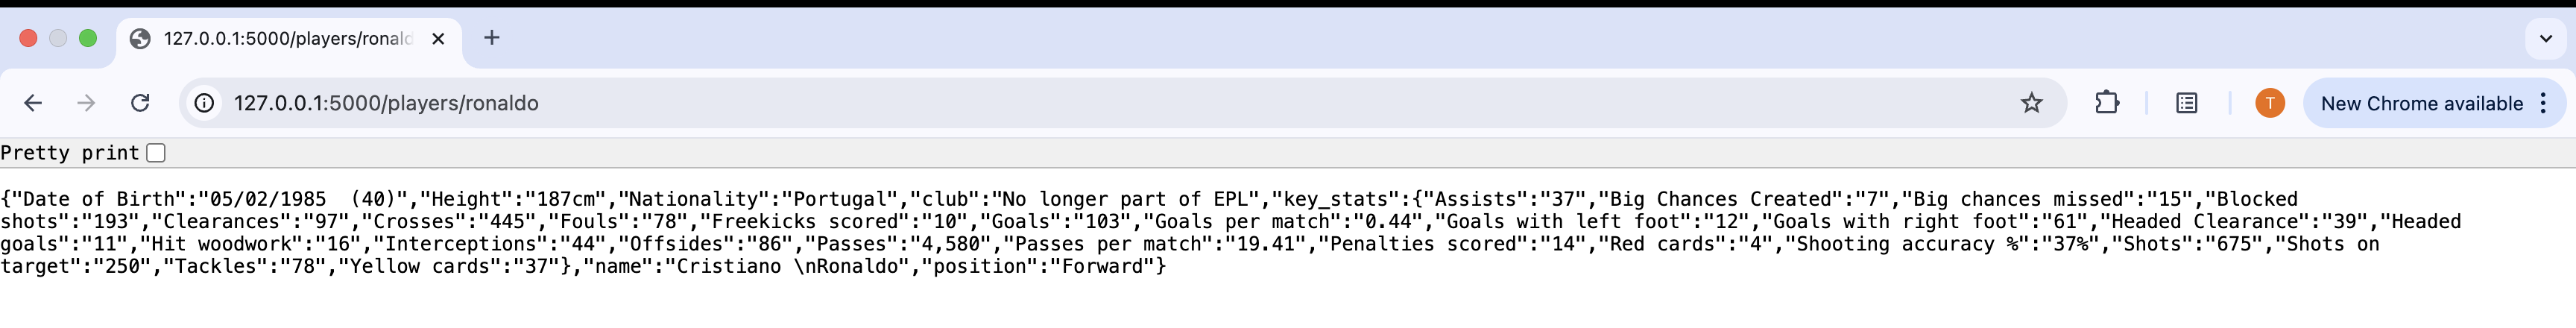 127.0.0.1:5000/players/ronald
127.0.0.1:5000/players/ronaldo
T
New Chrome available
Pretty print
{"Date of Birth":"05/02/1985  (40)","Height":"187cm","Nationality":"Portugal","club":"No longer part of EPL","key_stats":{"Assists":"37","Big Chances Created":"7","Big chances missed":"15","Blocked
shots":"193","Clearances":"97","Crosses":"445","Fouls":"78","Freekicks scored":"10","Goals":"103","Goals per match":"0.44","Goals with left foot":"12","Goals with right foot":"61","Headed Clearance":"39","Headed
goals":"11","Hit woodwork":"16","Interceptions":"44","Offsides":"86","Passes":"4,580","Passes per match":"19.41","Penalties scored":"14","Red cards":"4","Shooting accuracy %":"37%","Shots":"675","Shots on
target":"250","Tackles":"78","Yellow cards":"37"},"name":"Cristiano \nRonaldo","position":"Forward"}